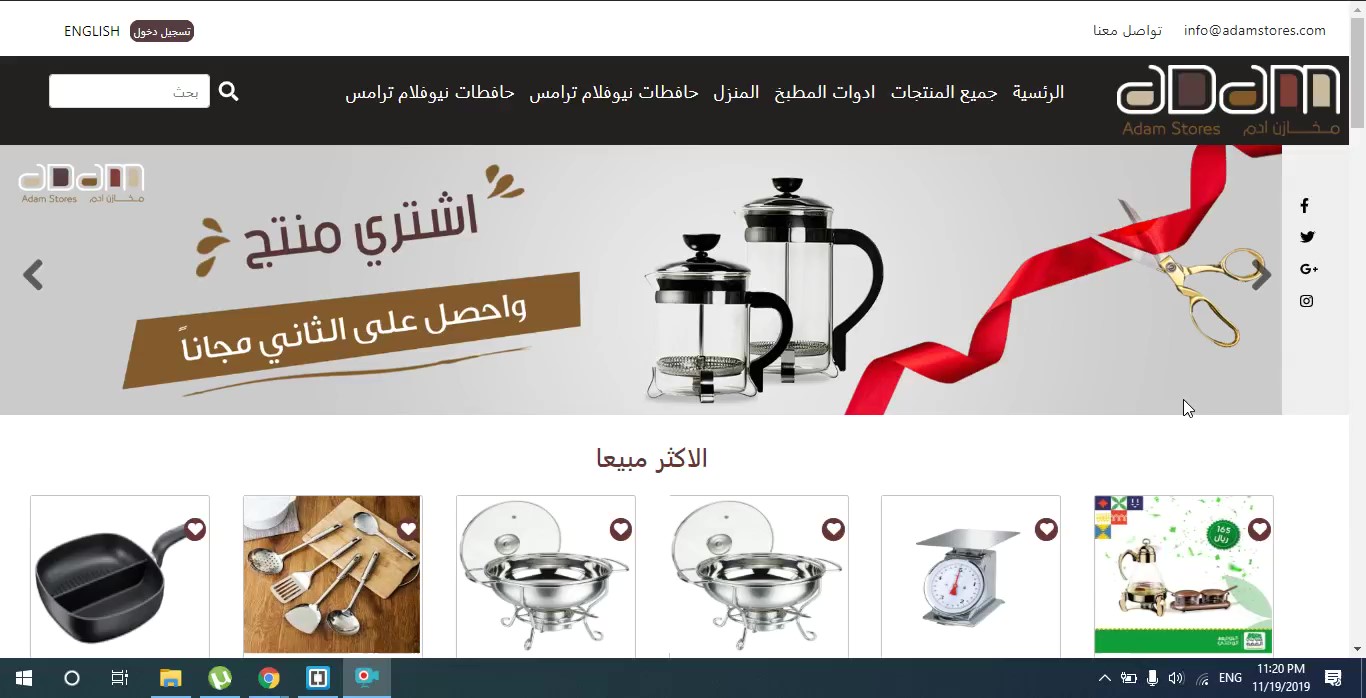 info@adamstores.com تواصل معنا
تسجيل دخول ENGLISH
aDam
Adam Stores مخازن ادم
الرئسية جميع المنتجات ادوات المطبخ المنزل حافظات نيوفلام ترامس حافظات نيوفلام ترامس
بحث
aDam
Adam Stores مخازن ادم
اشتري منتج
واحصل على الثاني مجاناً
الاكثر مبيعا
165
ريال
ENG
11:20 PM
11/19/2019